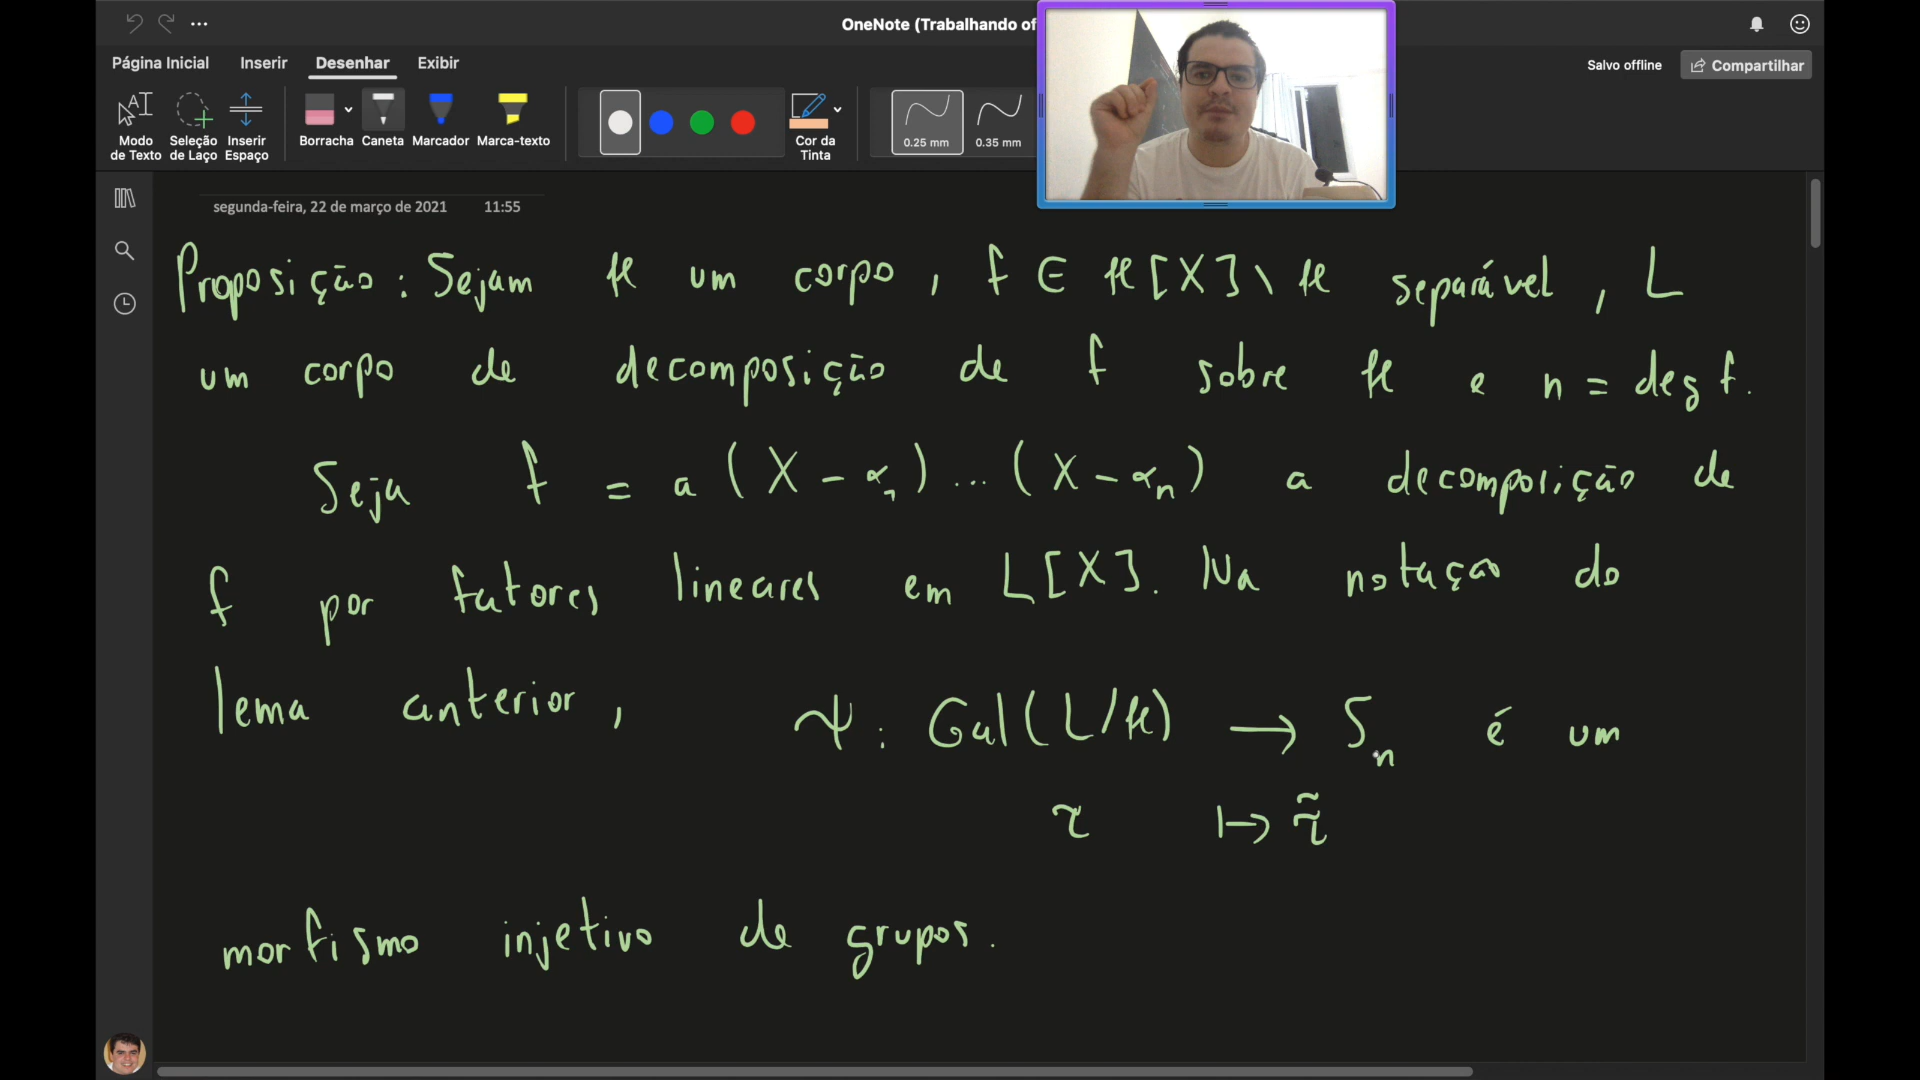 OneNote (Trabalhando of
Página Inicial Inserir Desenhar Exibir
Salvo offline Compartilhar
Modo de Texto
Seleção de Laço
Inserir Espaço
Borracha Caneta Marcador Marca-texto
Cor da Tinta
0.25 mm 0.35 mm
segunda-feira, 22 de março de 2021 11:55
Proposição: Sejam k um corpo, f ∈ k[X] \ k separável, L
um corpo de decomposição de f sobre k e n = deg f.
Seja f = a (X - α₁) ... (X - αₙ) a decomposição de
f por fatores lineares em L[X]. Na notação do
lema anterior, Ψ: Gal(L/k) → Sₙ é um
τ ↦ τ̃
morfismo injetivo de grupos.